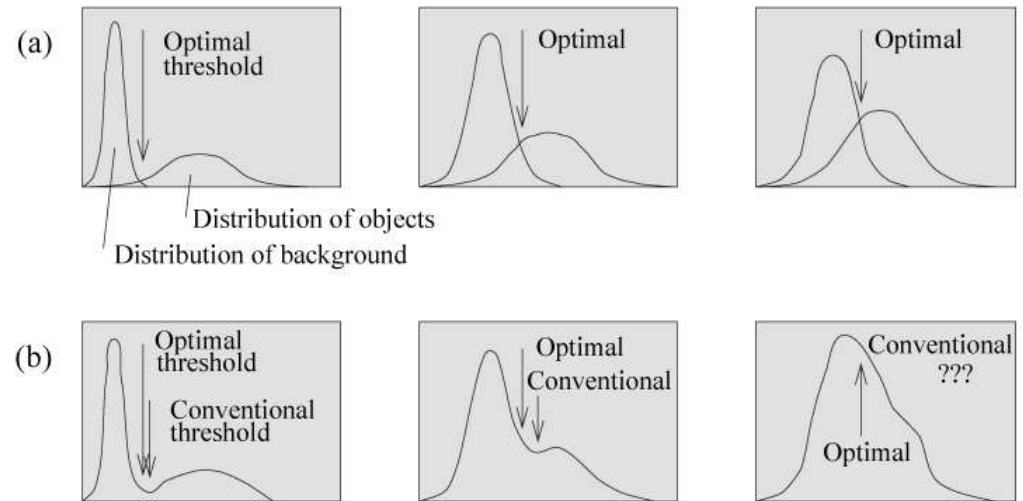 (a)
Optimal
threshold
Optimal
Optimal
Distribution of objects
Distribution of background
(b)
Optimal
threshold
Conventional
threshold
Optimal
Conventional
Conventional
???
Optimal